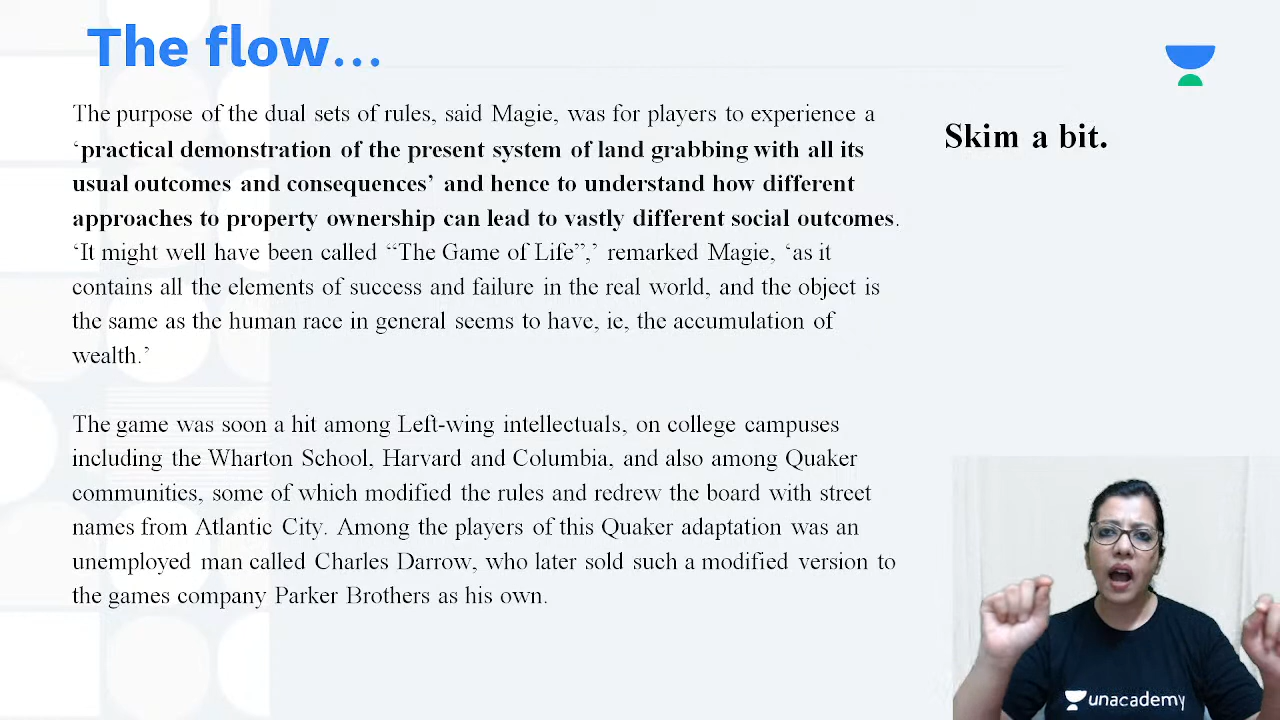 The flow...
The purpose of the dual sets of rules, said Magie, was for players to experience a
‘practical demonstration of the present system of land grabbing with all its
usual outcomes and consequences’ and hence to understand how different
approaches to property ownership can lead to vastly different social outcomes.
‘It might well have been called “The Game of Life”,’ remarked Magie, ‘as it
contains all the elements of success and failure in the real world, and the object is
the same as the human race in general seems to have, ie, the accumulation of
wealth.’
The game was soon a hit among Left-wing intellectuals, on college campuses
including the Wharton School, Harvard and Columbia, and also among Quaker
communities, some of which modified the rules and redrew the board with street
names from Atlantic City. Among the players of this Quaker adaptation was an
unemployed man called Charles Darrow, who later sold such a modified version to
the games company Parker Brothers as his own.
Skim a bit.
unacademy